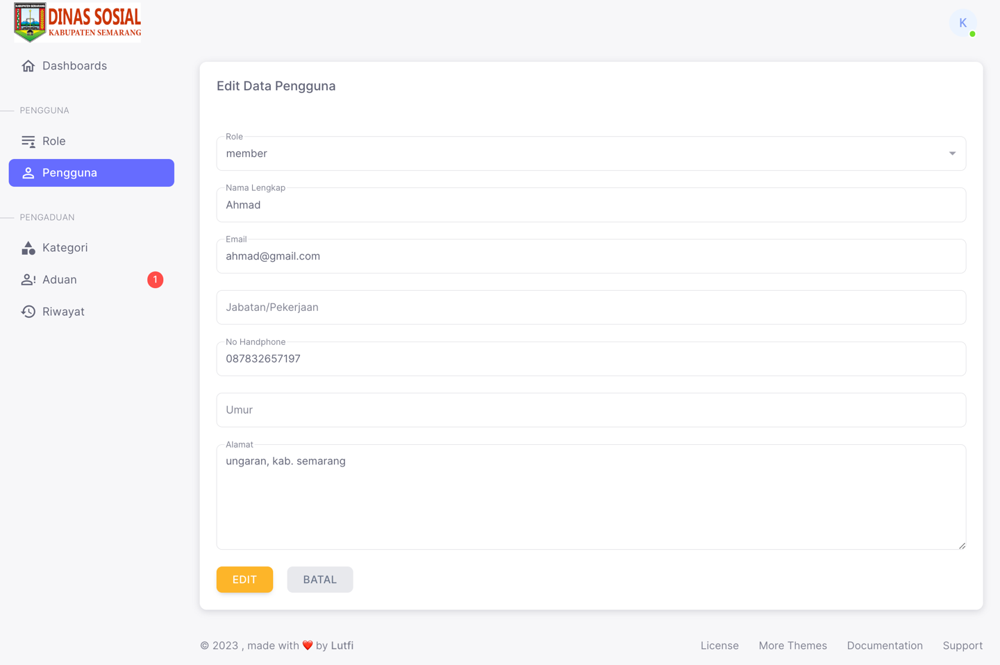 DINAS SOSIAL
KABUPATEN SEMARANG
K
Dashboards
PENGGUNA
Role
Pengguna
PENGADUAN
Kategori
Aduan
1
Riwayat
Edit Data Pengguna
Role
member
Nama Lengkap
Ahmad
Email
ahmad@gmail.com
Jabatan/Pekerjaan
No Handphone
087832657197
Umur
Alamat
ungaran, kab. semarang
EDIT
BATAL
© 2023 , made with ❤️ by Lutfi
License
More Themes
Documentation
Support